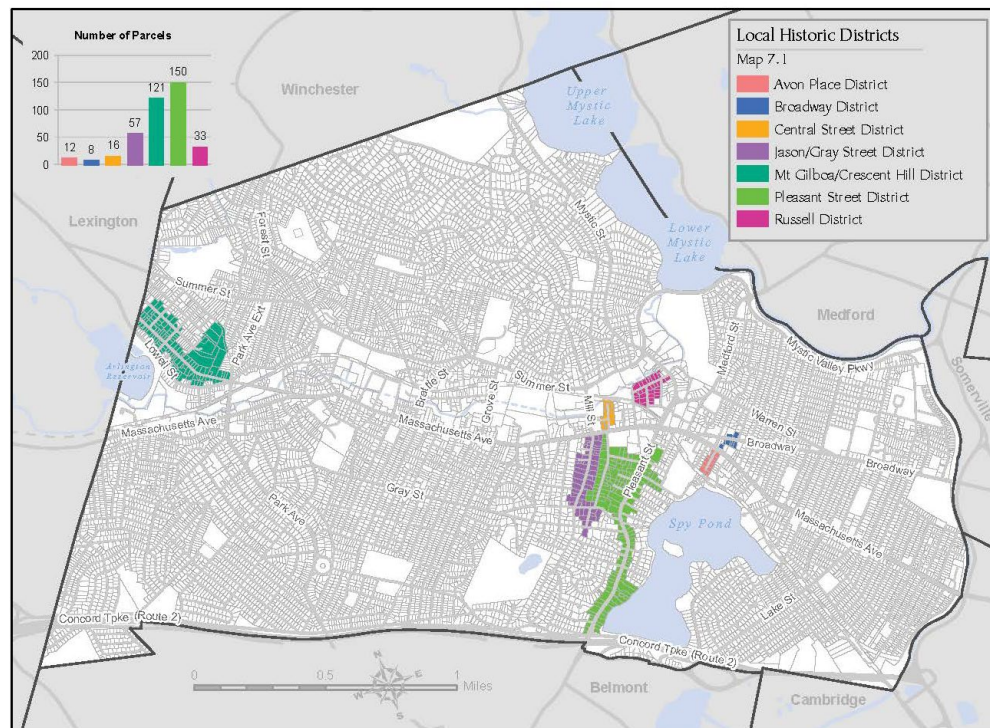 Number of Parcels
200
150
100
50
0
12
8
16
57
121
150
33
Local Historic Districts
Map 7.1
Avon Place District
Broadway District
Central Street District
Jason/Gray Street District
Mt Gilboa/Crescent Hill District
Pleasant Street District
Russell District
Winchester
Upper
Mystic
Lake
Lexington
Forest St
Mystic St
Lower
Mystic
Lake
Summer St
Medford
Park Ave Ext
Medford St
Mystic Valley Pkwy
Somerville
Lowell St
Arlington
Reservoir
Brattle St
Grove St
Summer St
Mill St
Massachusetts Ave
Massachusetts Ave
Warren St
Broadway
Broadway
Pleasant St
Gray St
Park Ave
Spy Pond
Massachusetts Ave
Lake St
Concord Tpke (Route 2)
Concord Tpke (Route 2)
N
E
W
S
0
0.5
1
Miles
Belmont
Cambridge